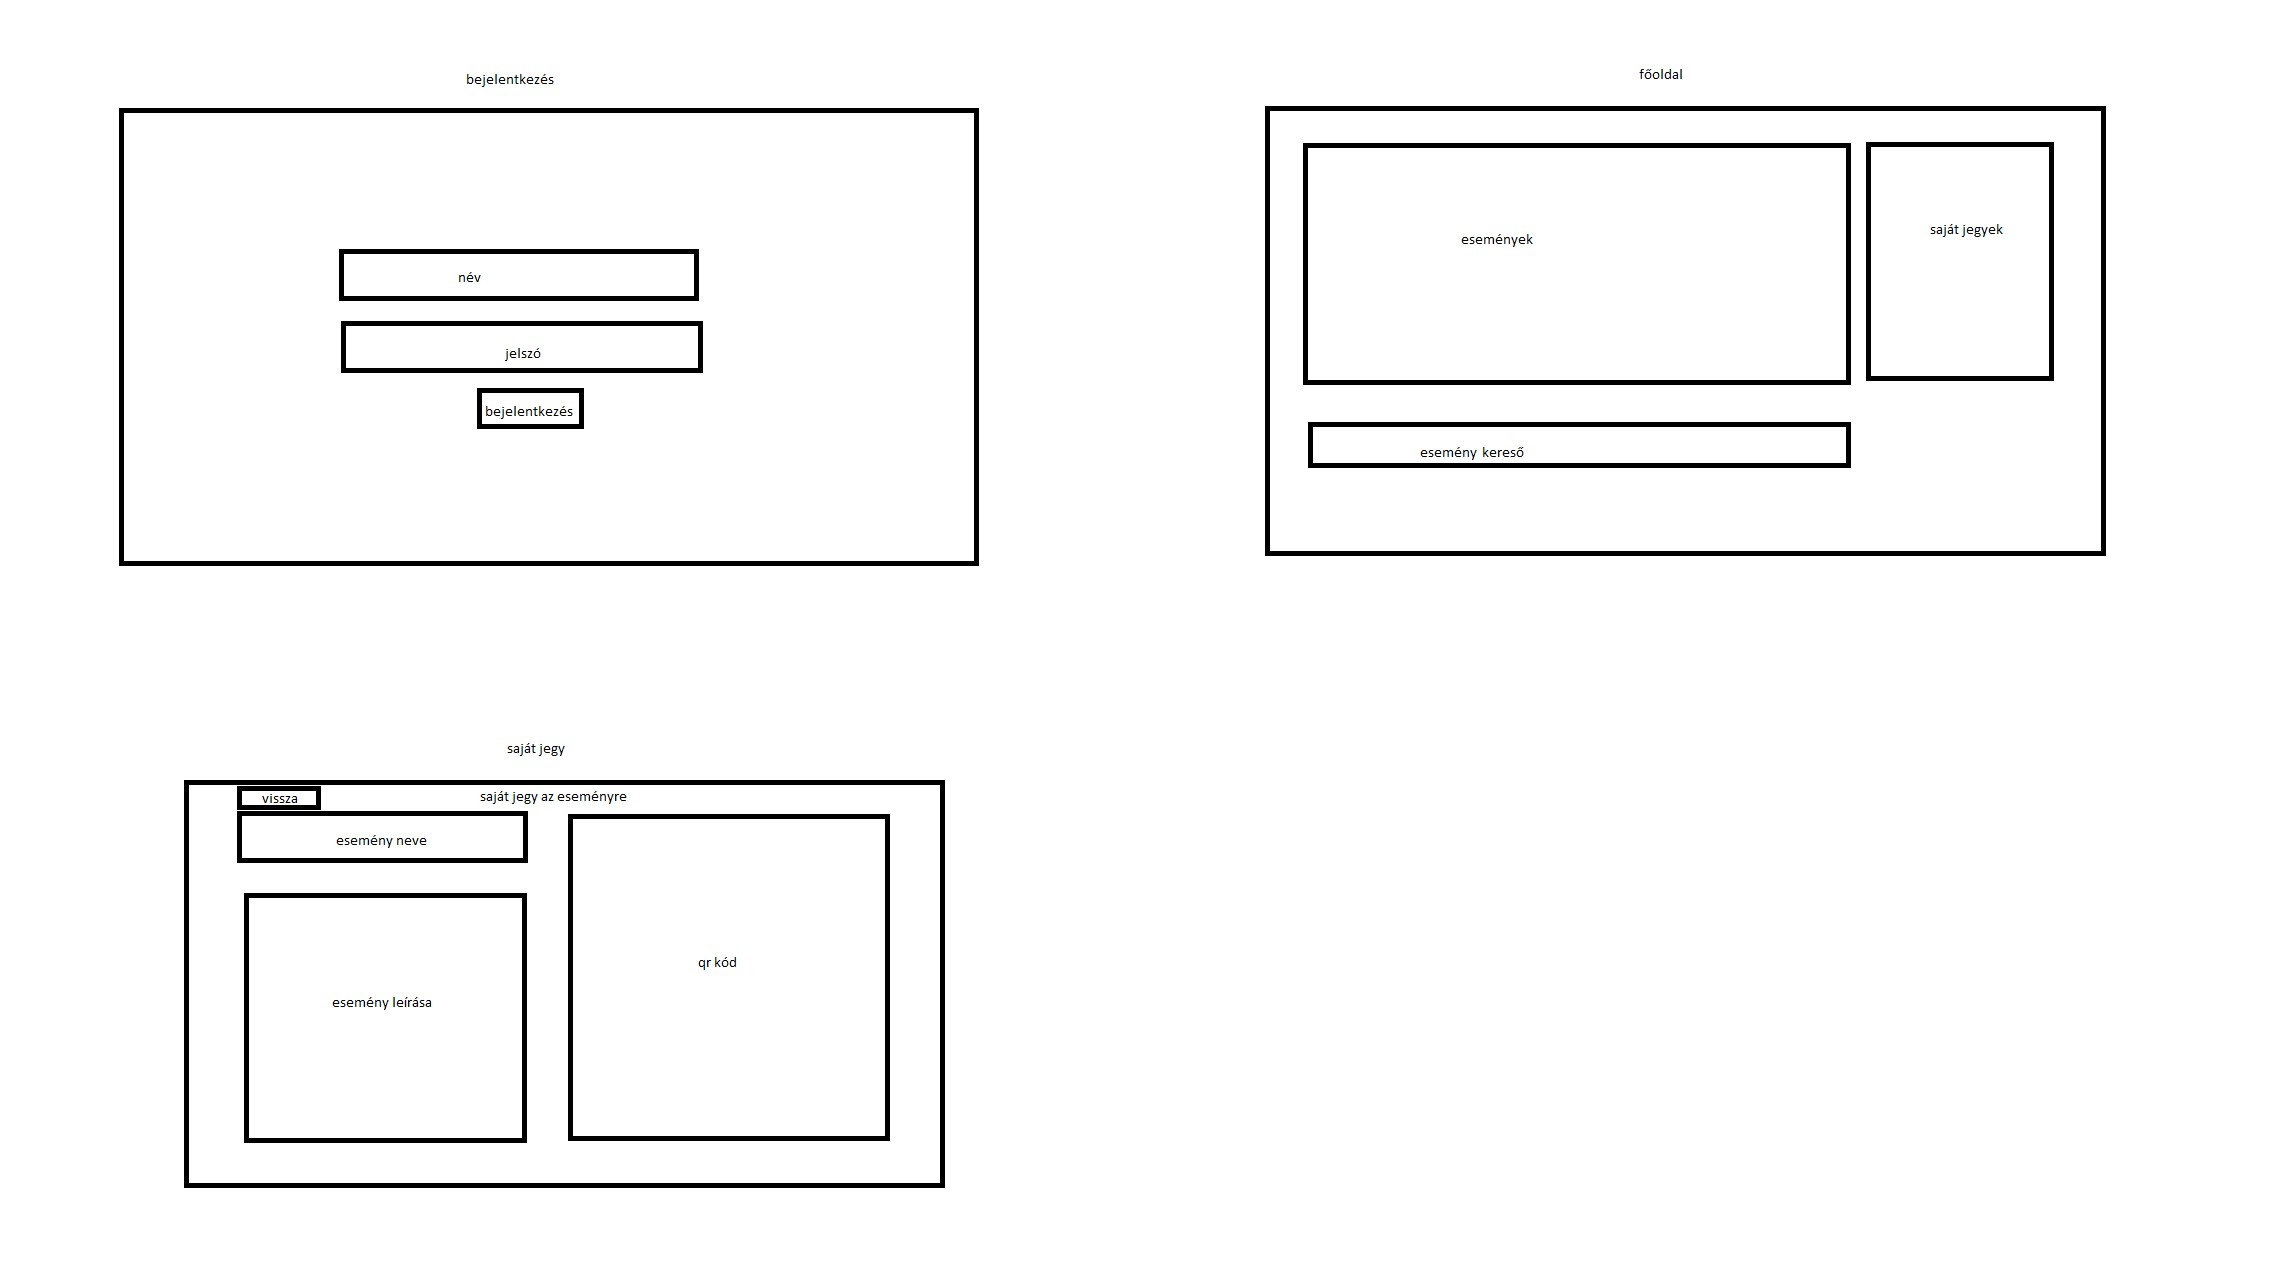 bejelentkezés
név
jelszó
bejelentkezés
főoldal
események
saját jegyek
esemény kereső
saját jegy
vissza
saját jegy az eseményre
esemény neve
esemény leírása
qr kód